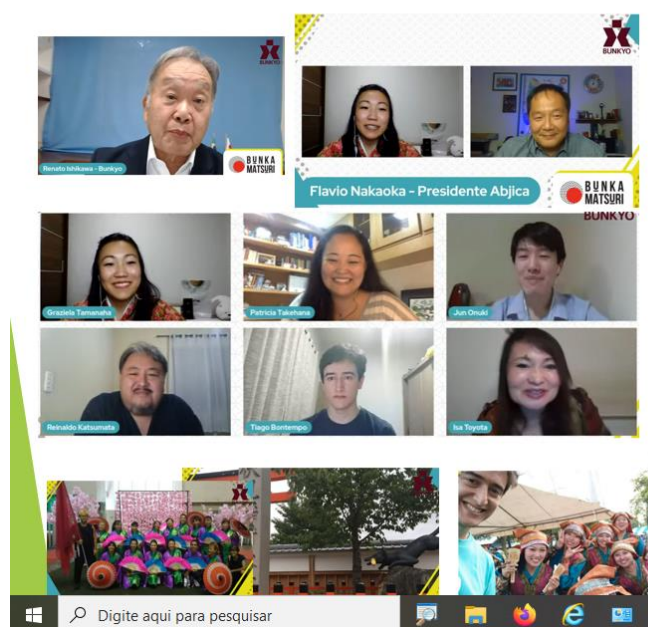 BUNKYO
Renato Ishikawa - Bunkyo
BUNKA
MATSURI
BUNKYO
Flavio Nakaoka - Presidente Abjica
BUNKA
MATSURI
BUNKYO
Graziela Tamanaha
Patricia Takehana
Jun Onuki
Reinaldo Katsumata
Tiago Bontempo
Isa Toyota
Digite aqui para pesquisar